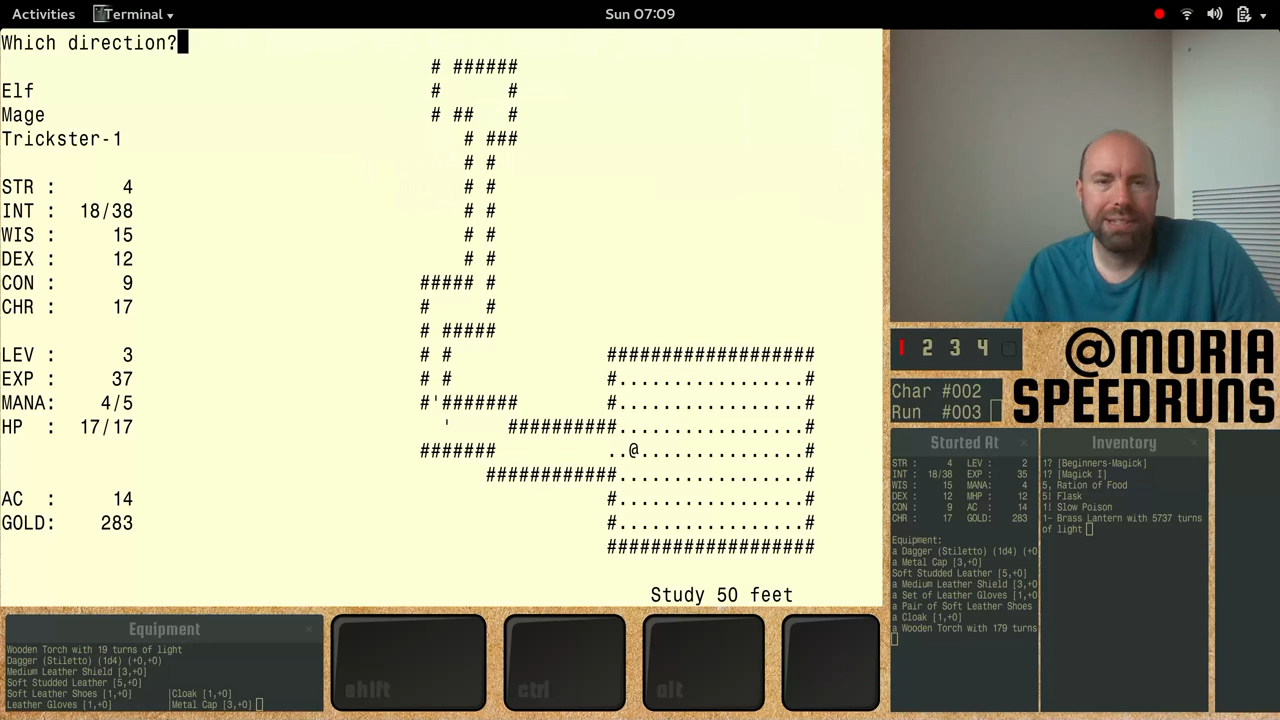 Activities Terminal Sun 07:09
Which direction?
# ######
Elf # #
Mage # ## #
Trickster-1 # ###
# #
STR : 4 # #
INT : 18/38 # #
WIS : 15 # #
DEX : 12 # #
CON : 9 ##### #
CHR : 17 # #
# #####
LEV : 3 # # ###################
EXP : 37 # # #.................#
MANA: 4/5 #'####### #.................#
HP : 17/17 ' ##########.................#
####### ..@...............#
############.................#
AC : 14 #.................#
GOLD: 283 #.................#
###################
Study 50 feet
1 2 3 4
@MORIA
SPEEDRUNS
Char #002
Run #003
Started At
STR : 4 LEV : 2
INT : 18/38 EXP : 35
WIS : 15 MANA: 4
DEX : 12 MHP : 12
CON : 9 AC : 14
CHR : 17 GOLD: 283
Equipment:
a Dagger (Stiletto) (1d4) (+0
a Metal Cap [3,+0]
Soft Studded Leather [5,+0]
a Medium Leather Shield [3,+0
a Set of Leather Gloves [1,+0
a Pair of Soft Leather Shoes
a Cloak [1,+0]
a Wooden Torch with 179 turns
Inventory
1? [Beginners-Magick]
1? [Magick I]
5, Ration of Food
5! Flask
1! Slow Poison
1~ Brass Lantern with 5737 turns
of light
Equipment
Wooden Torch with 19 turns of light
Dagger (Stiletto) (1d4) (+0,+0)
Medium Leather Shield [3,+0]
Soft Studded Leather [5,+0]
Soft Leather Shoes [1,+0] |Cloak [1,+0]
Leather Gloves [1,+0] |Metal Cap [3,+0]
shift ctrl alt